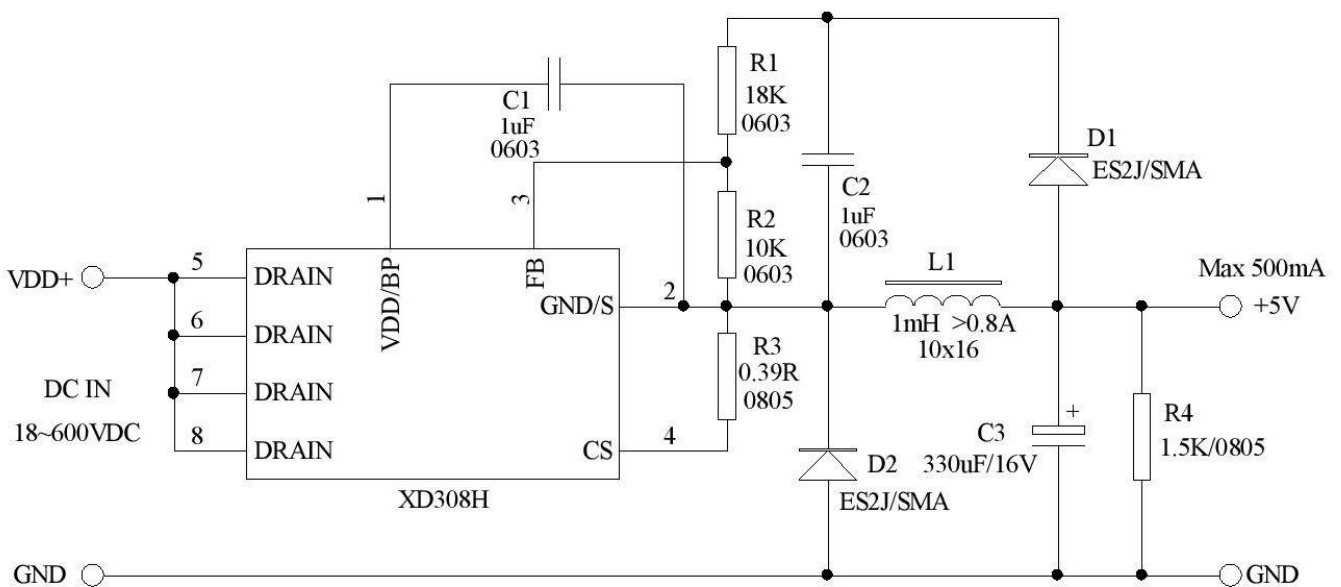 R1
18K
0603
C1
1uF
0603
D1
ES2J/SMA
C2
1uF
0603
1
3
R2
10K
0603
VDD+
5
DRAIN
VDD/BP
FB
GND/S
2
L1
1mH >0.8A
10x16
Max 500mA
+5V
6
DRAIN
R3
0.39R
0805
DC IN
18~600VDC
7
DRAIN
8
DRAIN
CS
4
D2
ES2J/SMA
C3
+
330uF/16V
R4
1.5K/0805
XD308H
GND
GND